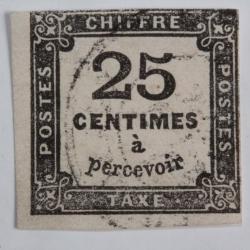 CHIFFRE
POSTES
25
CENTIMES
à
percevoir
POSTES
TAXE